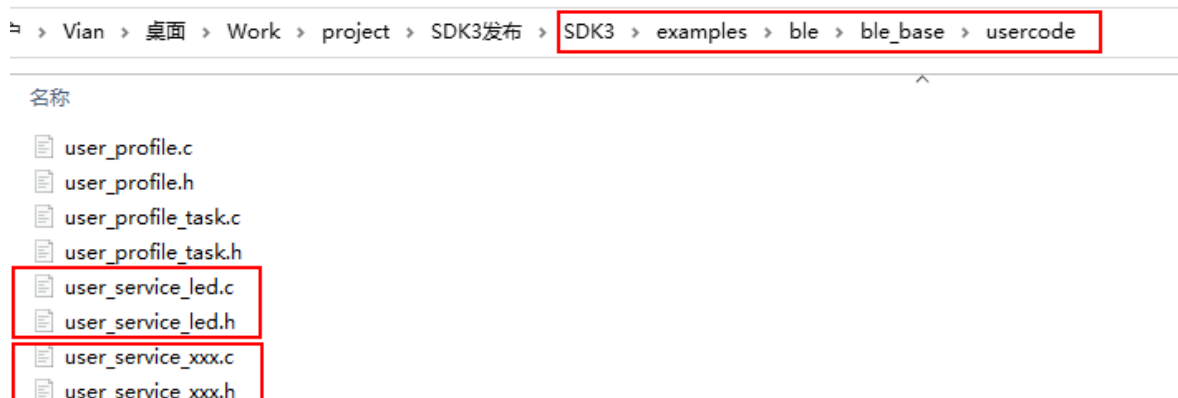 > Vian > 桌面 > Work > project > SDK3发布 > SDK3 > examples > ble > ble_base > usercode
名称
user_profile.c
user_profile.h
user_profile_task.c
user_profile_task.h
user_service_led.c
user_service_led.h
user_service_xxx.c
user_service_xxx.h